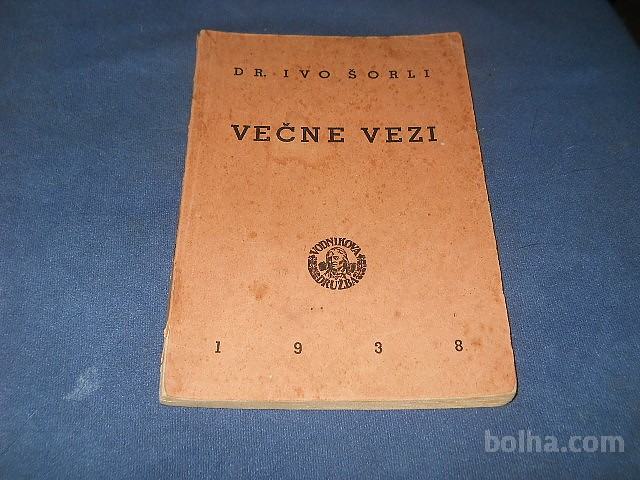 DR. IVO ŠORLI
VEČNE VEZI
VODNIKOVA
DRUŽBA
1 9 3 8
bolha.com